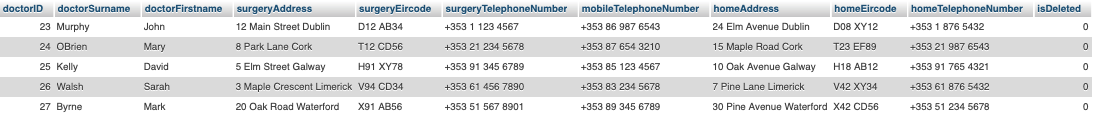 doctorID doctorSurname doctorFirstname surgeryAddress surgeryEircode surgeryTelephoneNumber mobileTelephoneNumber homeAddress homeEircode homeTelephoneNumber isDeleted
23 Murphy John 12 Main Street Dublin D12 AB34 +353 1 123 4567 +353 86 987 6543 24 Elm Avenue Dublin D08 XY12 +353 1 876 5432 0
24 OBrien Mary 8 Park Lane Cork T12 CD56 +353 21 234 5678 +353 87 654 3210 15 Maple Road Cork T23 EF89 +353 21 987 6543 0
25 Kelly David 5 Elm Street Galway H91 XY78 +353 91 345 6789 +353 85 123 4567 10 Oak Avenue Galway H18 AB12 +353 91 765 4321 0
26 Walsh Sarah 3 Maple Crescent Limerick V94 CD34 +353 61 456 7890 +353 83 234 5678 7 Pine Lane Limerick V42 XY34 +353 61 876 5432 0
27 Byrne Mark 20 Oak Road Waterford X91 AB56 +353 51 567 8901 +353 89 345 6789 30 Pine Avenue Waterford X42 CD56 +353 51 234 5678 0